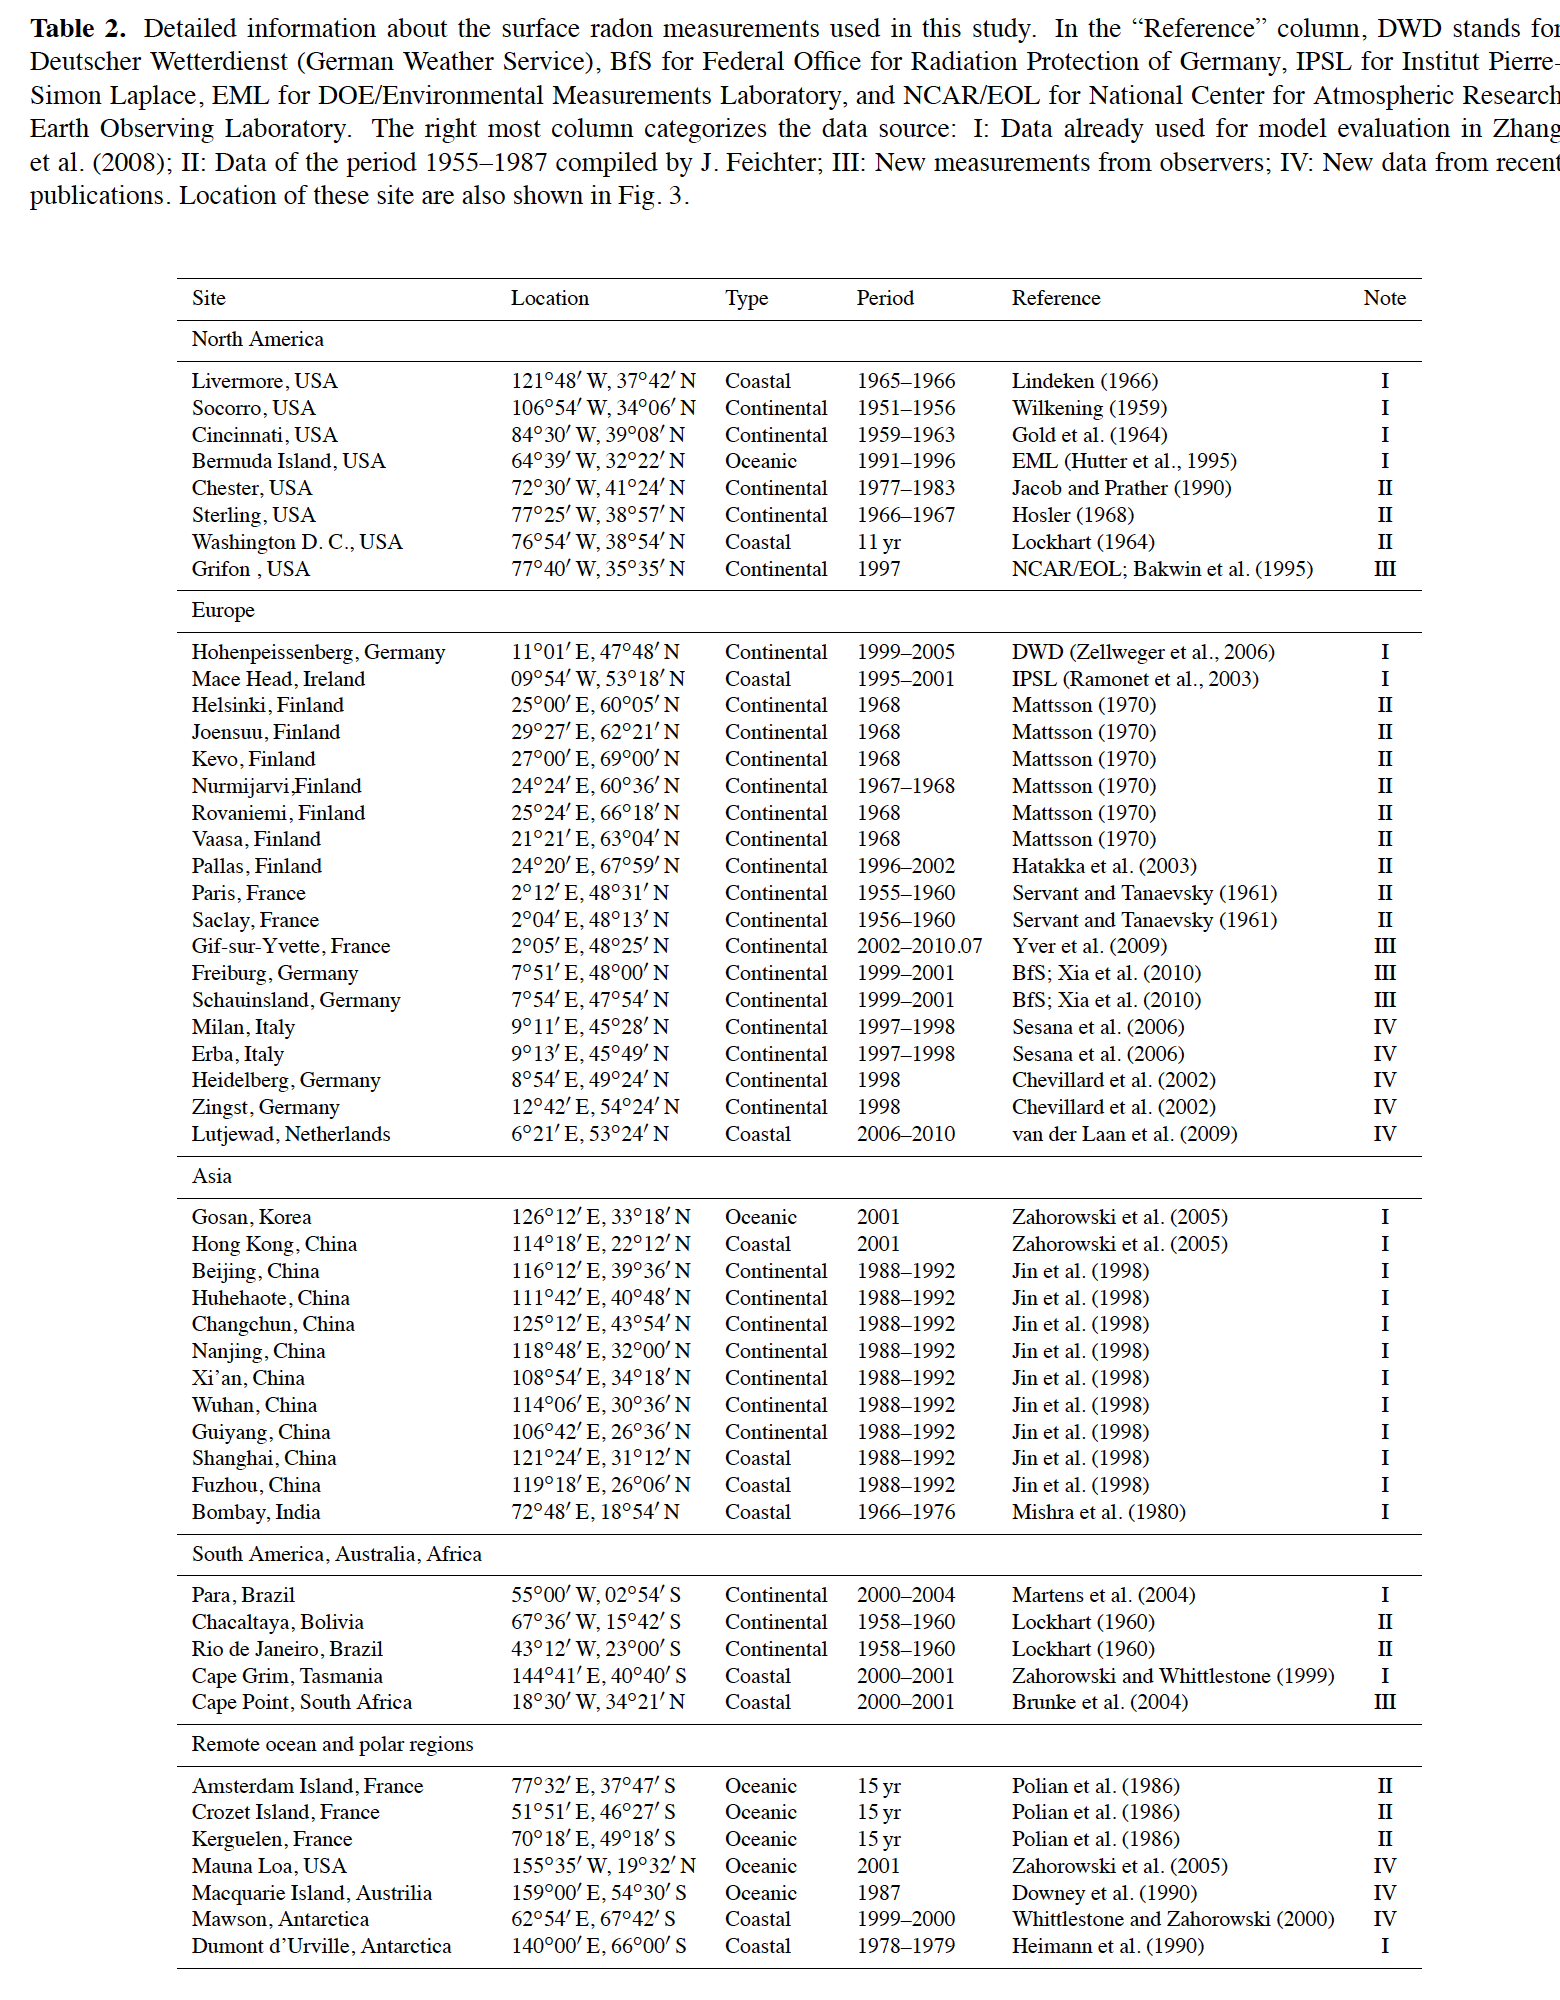 Table 2. Detailed information about the surface radon measurements used in this study. In the “Reference” column, DWD stands for
Deutscher Wetterdienst (German Weather Service), BfS for Federal Office for Radiation Protection of Germany, IPSL for Institut Pierre-
Simon Laplace, EML for DOE/Environmental Measurements Laboratory, and NCAR/EOL for National Center for Atmospheric Research
Earth Observing Laboratory. The right most column categorizes the data source: I: Data already used for model evaluation in Zhang
et al. (2008); II: Data of the period 1955–1987 compiled by J. Feichter; III: New measurements from observers; IV: New data from recent
publications. Location of these site are also shown in Fig. 3.
Site Location Type Period Reference Note
North America
Livermore, USA 121°48′ W, 37°42′ N Coastal 1965–1966 Lindeken (1966) I
Socorro, USA 106°54′ W, 34°06′ N Continental 1951–1956 Wilkening (1959) I
Cincinnati, USA 84°30′ W, 39°08′ N Continental 1959–1963 Gold et al. (1964) I
Bermuda Island, USA 64°39′ W, 32°22′ N Oceanic 1991–1996 EML (Hutter et al., 1995) I
Chester, USA 72°30′ W, 41°24′ N Continental 1977–1983 Jacob and Prather (1990) II
Sterling, USA 77°25′ W, 38°57′ N Continental 1966–1967 Hosler (1968) II
Washington D. C., USA 76°54′ W, 38°54′ N Coastal 11 yr Lockhart (1964) II
Grifon , USA 77°40′ W, 35°35′ N Continental 1997 NCAR/EOL; Bakwin et al. (1995) III
Europe
Hohenpeissenberg, Germany 11°01′ E, 47°48′ N Continental 1999–2005 DWD (Zellweger et al., 2006) I
Mace Head, Ireland 09°54′ W, 53°18′ N Coastal 1995–2001 IPSL (Ramonet et al., 2003) I
Helsinki, Finland 25°00′ E, 60°05′ N Continental 1968 Mattsson (1970) II
Joensuu, Finland 29°27′ E, 62°21′ N Continental 1968 Mattsson (1970) II
Kevo, Finland 27°00′ E, 69°00′ N Continental 1968 Mattsson (1970) II
Nurmijarvi,Finland 24°24′ E, 60°36′ N Continental 1967–1968 Mattsson (1970) II
Rovaniemi, Finland 25°24′ E, 66°18′ N Continental 1968 Mattsson (1970) II
Vaasa, Finland 21°21′ E, 63°04′ N Continental 1968 Mattsson (1970) II
Pallas, Finland 24°20′ E, 67°59′ N Continental 1996–2002 Hatakka et al. (2003) II
Paris, France 2°12′ E, 48°31′ N Continental 1955–1960 Servant and Tanaevsky (1961) II
Saclay, France 2°04′ E, 48°13′ N Continental 1956–1960 Servant and Tanaevsky (1961) II
Gif-sur-Yvette, France 2°05′ E, 48°25′ N Continental 2002–2010.07 Yver et al. (2009) III
Freiburg, Germany 7°51′ E, 48°00′ N Continental 1999–2001 BfS; Xia et al. (2010) III
Schauinsland, Germany 7°54′ E, 47°54′ N Continental 1999–2001 BfS; Xia et al. (2010) III
Milan, Italy 9°11′ E, 45°28′ N Continental 1997–1998 Sesana et al. (2006) IV
Erba, Italy 9°13′ E, 45°49′ N Continental 1997–1998 Sesana et al. (2006) IV
Heidelberg, Germany 8°54′ E, 49°24′ N Continental 1998 Chevillard et al. (2002) IV
Zingst, Germany 12°42′ E, 54°24′ N Continental 1998 Chevillard et al. (2002) IV
Lutjewad, Netherlands 6°21′ E, 53°24′ N Coastal 2006–2010 van der Laan et al. (2009) IV
Asia
Gosan, Korea 126°12′ E, 33°18′ N Oceanic 2001 Zahorowski et al. (2005) I
Hong Kong, China 114°18′ E, 22°12′ N Coastal 2001 Zahorowski et al. (2005) I
Beijing, China 116°12′ E, 39°36′ N Continental 1988–1992 Jin et al. (1998) I
Huhehaote, China 111°42′ E, 40°48′ N Continental 1988–1992 Jin et al. (1998) I
Changchun, China 125°12′ E, 43°54′ N Continental 1988–1992 Jin et al. (1998) I
Nanjing, China 118°48′ E, 32°00′ N Continental 1988–1992 Jin et al. (1998) I
Xi’an, China 108°54′ E, 34°18′ N Continental 1988–1992 Jin et al. (1998) I
Wuhan, China 114°06′ E, 30°36′ N Continental 1988–1992 Jin et al. (1998) I
Guiyang, China 106°42′ E, 26°36′ N Continental 1988–1992 Jin et al. (1998) I
Shanghai, China 121°24′ E, 31°12′ N Coastal 1988–1992 Jin et al. (1998) I
Fuzhou, China 119°18′ E, 26°06′ N Coastal 1988–1992 Jin et al. (1998) I
Bombay, India 72°48′ E, 18°54′ N Coastal 1966–1976 Mishra et al. (1980) I
South America, Australia, Africa
Para, Brazil 55°00′ W, 02°54′ S Continental 2000–2004 Martens et al. (2004) I
Chacaltaya, Bolivia 67°36′ W, 15°42′ S Continental 1958–1960 Lockhart (1960) II
Rio de Janeiro, Brazil 43°12′ W, 23°00′ S Continental 1958–1960 Lockhart (1960) II
Cape Grim, Tasmania 144°41′ E, 40°40′ S Coastal 2000–2001 Zahorowski and Whittlestone (1999) I
Cape Point, South Africa 18°30′ W, 34°21′ N Coastal 2000–2001 Brunke et al. (2004) III
Remote ocean and polar regions
Amsterdam Island, France 77°32′ E, 37°47′ S Oceanic 15 yr Polian et al. (1986) II
Crozet Island, France 51°51′ E, 46°27′ S Oceanic 15 yr Polian et al. (1986) II
Kerguelen, France 70°18′ E, 49°18′ S Oceanic 15 yr Polian et al. (1986) II
Mauna Loa, USA 155°35′ W, 19°32′ N Oceanic 2001 Zahorowski et al. (2005) IV
Macquarie Island, Austrilia 159°00′ E, 54°30′ S Oceanic 1987 Downey et al. (1990) IV
Mawson, Antarctica 62°54′ E, 67°42′ S Coastal 1999–2000 Whittlestone and Zahorowski (2000) IV
Dumont d’Urville, Antarctica 140°00′ E, 66°00′ S Coastal 1978–1979 Heimann et al. (1990) I